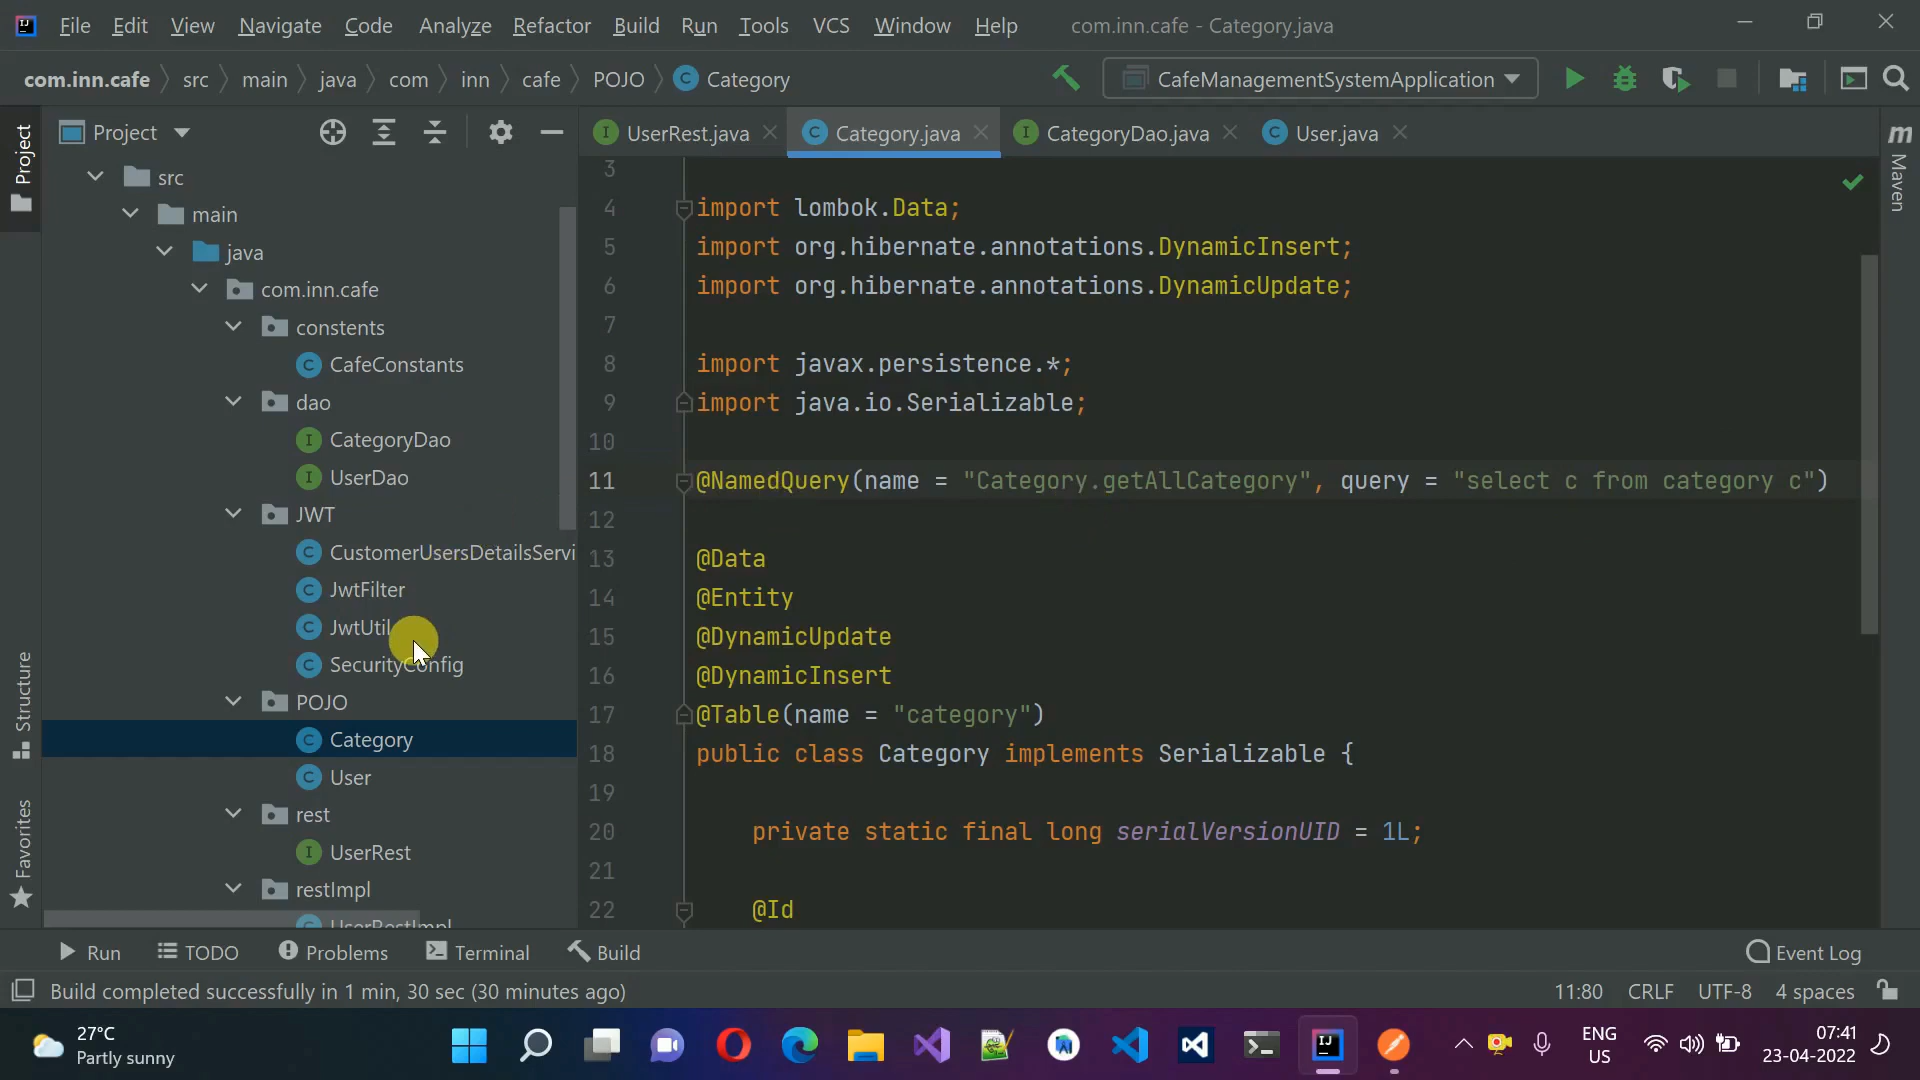 File Edit View Navigate Code Analyze Refactor Build Run Tools VCS Window Help com.inn.cafe - Category.java
com.inn.cafe src main java com inn cafe POJO Category CafeManagementSystemApplication
Project
UserRest.java Category.java CategoryDao.java User.java
Project
Structure
Favorites
Maven
src
main
java
com.inn.cafe
constents
CafeConstants
dao
CategoryDao
UserDao
JWT
CustomerUsersDetailsServi
JwtFilter
JwtUtil
SecurityConfig
POJO
Category
User
rest
UserRest
restImpl
UserRestImpl
3
4 import lombok.Data;
5 import org.hibernate.annotations.DynamicInsert;
6 import org.hibernate.annotations.DynamicUpdate;
7
8 import javax.persistence.*;
9 import java.io.Serializable;
10
11 @NamedQuery(name = "Category.getAllCategory", query = "select c from category c")
12
13 @Data
14 @Entity
15 @DynamicUpdate
16 @DynamicInsert
17 @Table(name = "category")
18 public class Category implements Serializable {
19
20 private static final long serialVersionUID = 1L;
21
22 @Id
Run TODO Problems Terminal Build Event Log
Build completed successfully in 1 min, 30 sec (30 minutes ago) 11:80 CRLF UTF-8 4 spaces
27°C
Partly sunny
ENG
US
07:41
23-04-2022